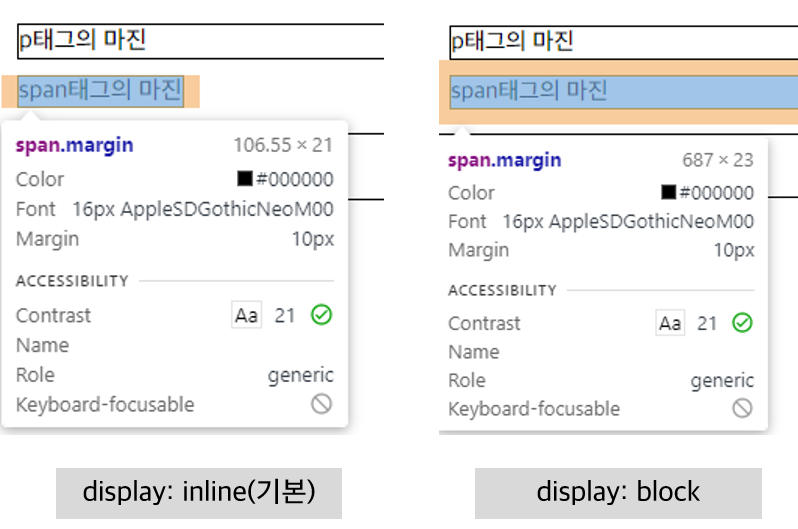 p태그의 마진
span태그의 마진
span.margin 106.55 × 21
Color #000000
Font 16px AppleSDGothicNeoM00
Margin 10px
ACCESSIBILITY
Contrast Aa 21
Name
Role generic
Keyboard-focusable
display: inline(기본)
p태그의 마진
span태그의 마진
span.margin 687 × 23
Color #000000
Font 16px AppleSDGothicNeoM00
Margin 10px
ACCESSIBILITY
Contrast Aa 21
Name
Role generic
Keyboard-focusable
display: block